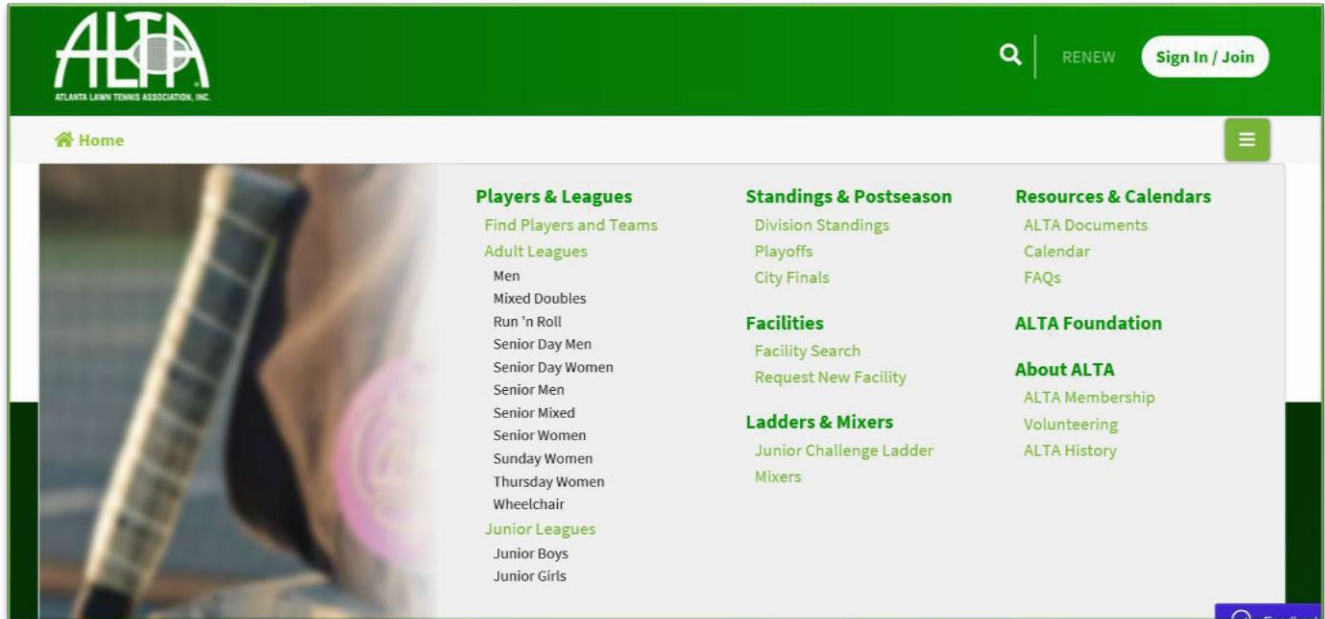 ALTA
ATLANTA LAWN TENNIS ASSOCIATION, INC.
RENEW
Sign In / Join
Home
Players & Leagues
Find Players and Teams
Adult Leagues
Men
Mixed Doubles
Run 'n Roll
Senior Day Men
Senior Day Women
Senior Men
Senior Mixed
Senior Women
Sunday Women
Thursday Women
Wheelchair
Junior Leagues
Junior Boys
Junior Girls
Standings & Postseason
Division Standings
Playoffs
City Finals
Facilities
Facility Search
Request New Facility
Ladders & Mixers
Junior Challenge Ladder
Mixers
Resources & Calendars
ALTA Documents
Calendar
FAQs
ALTA Foundation
About ALTA
ALTA Membership
Volunteering
ALTA History